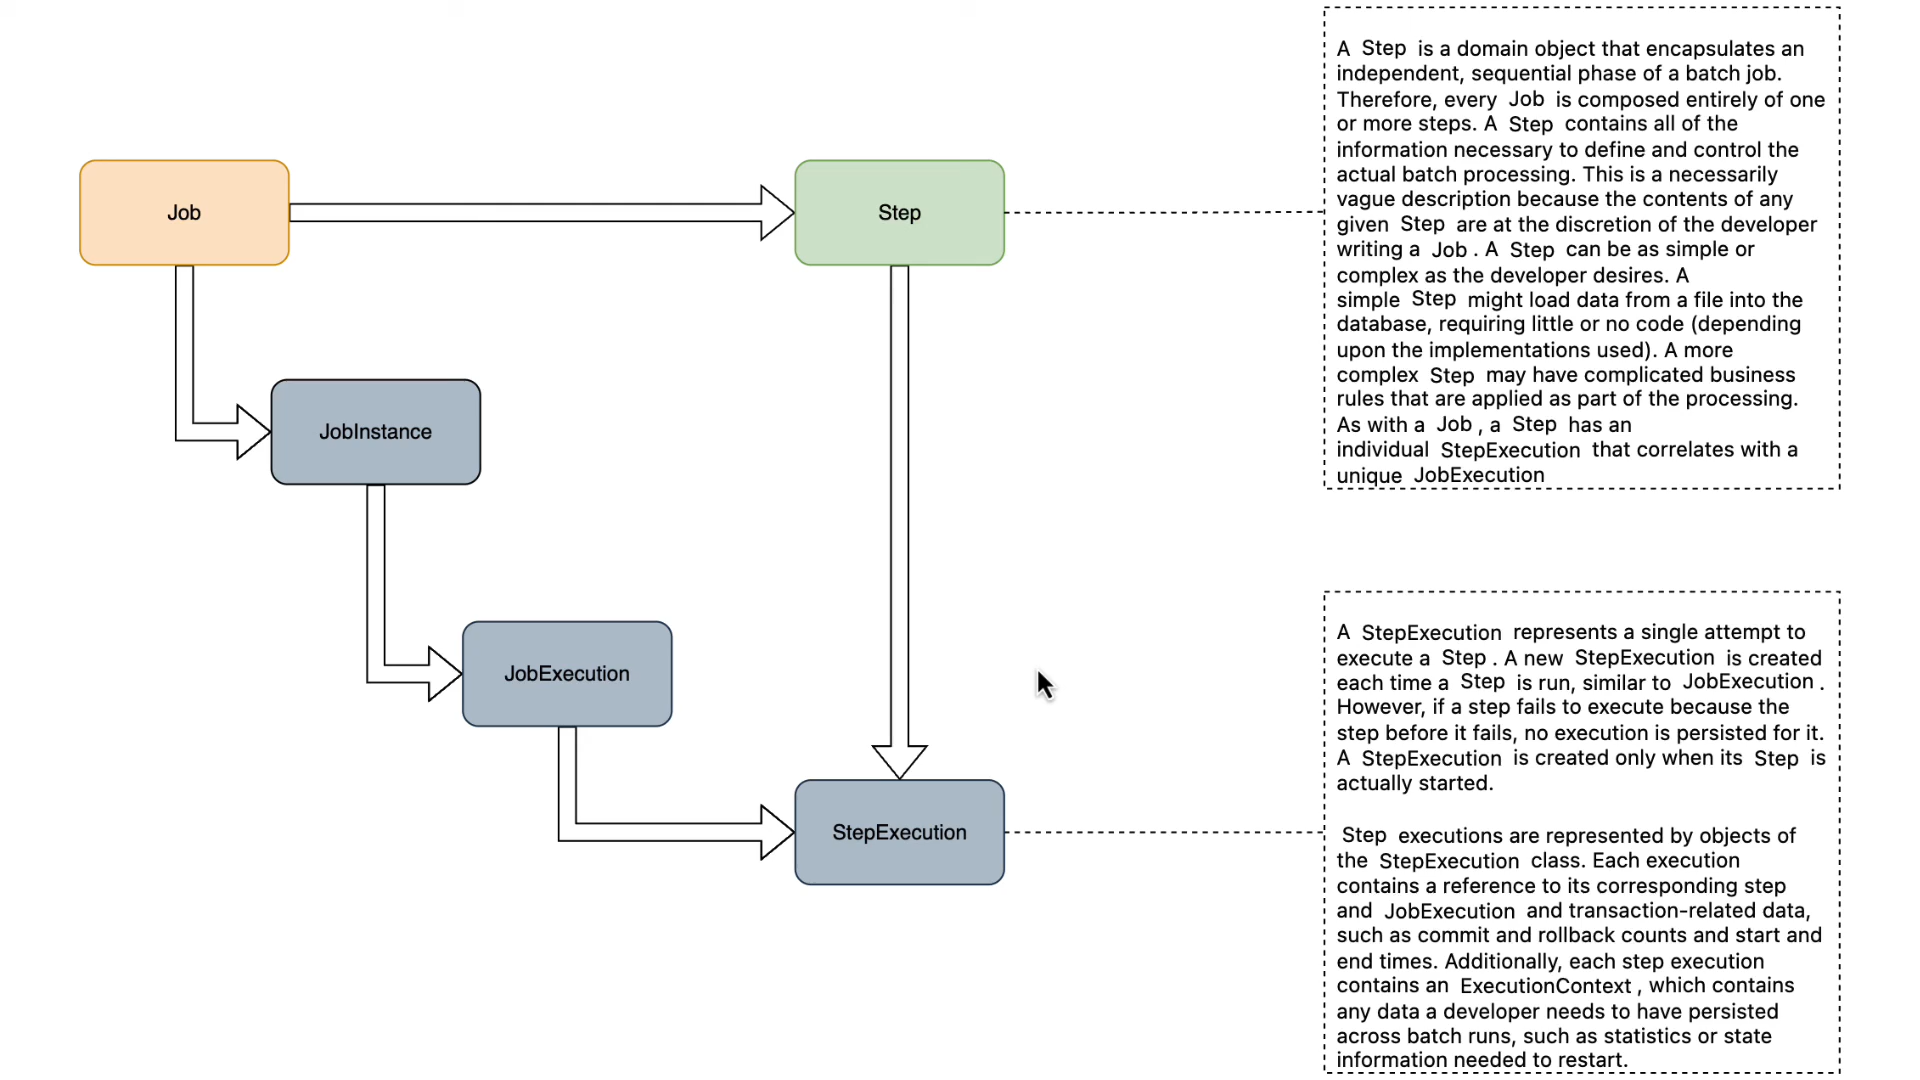 Job
Step
JobInstance
JobExecution
StepExecution
A Step is a domain object that encapsulates an
independent, sequential phase of a batch job.
Therefore, every Job is composed entirely of one
or more steps. A Step contains all of the
information necessary to define and control the
actual batch processing. This is a necessarily
vague description because the contents of any
given Step are at the discretion of the developer
writing a Job . A Step can be as simple or
complex as the developer desires. A
simple Step might load data from a file into the
database, requiring little or no code (depending
upon the implementations used). A more
complex Step may have complicated business
rules that are applied as part of the processing.
As with a Job , a Step has an
individual StepExecution that correlates with a
unique JobExecution
A StepExecution represents a single attempt to
execute a Step . A new StepExecution is created
each time a Step is run, similar to JobExecution .
However, if a step fails to execute because the
step before it fails, no execution is persisted for it.
A StepExecution is created only when its Step is
actually started.
Step executions are represented by objects of
the StepExecution class. Each execution
contains a reference to its corresponding step
and JobExecution and transaction-related data,
such as commit and rollback counts and start and
end times. Additionally, each step execution
contains an ExecutionContext , which contains
any data a developer needs to have persisted
across batch runs, such as statistics or state
information needed to restart.